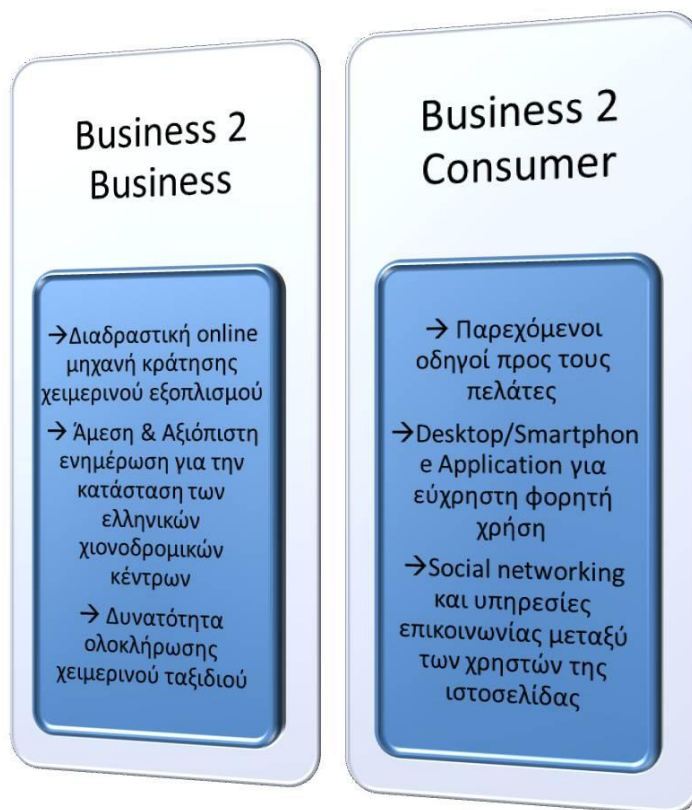 Business 2
Business
→Διαδραστική online
μηχανή κράτησης
χειμερινού εξοπλισμού
→ Άμεση & Αξιόπιστη
ενημέρωση για την
κατάσταση των
ελληνικών
χιονοδρομικών
κέντρων
→ Δυνατότητα
ολοκλήρωσης
χειμερινού ταξιδιού
Business 2
Consumer
→ Παρεχόμενοι
οδηγοί προς τους
πελάτες
→Desktop/Smartphon
e Application για
εύχρηστη φορητή
χρήση
→Social networking
και υπηρεσίες
επικοινωνίας μεταξύ
των χρηστών της
ιστοσελίδας